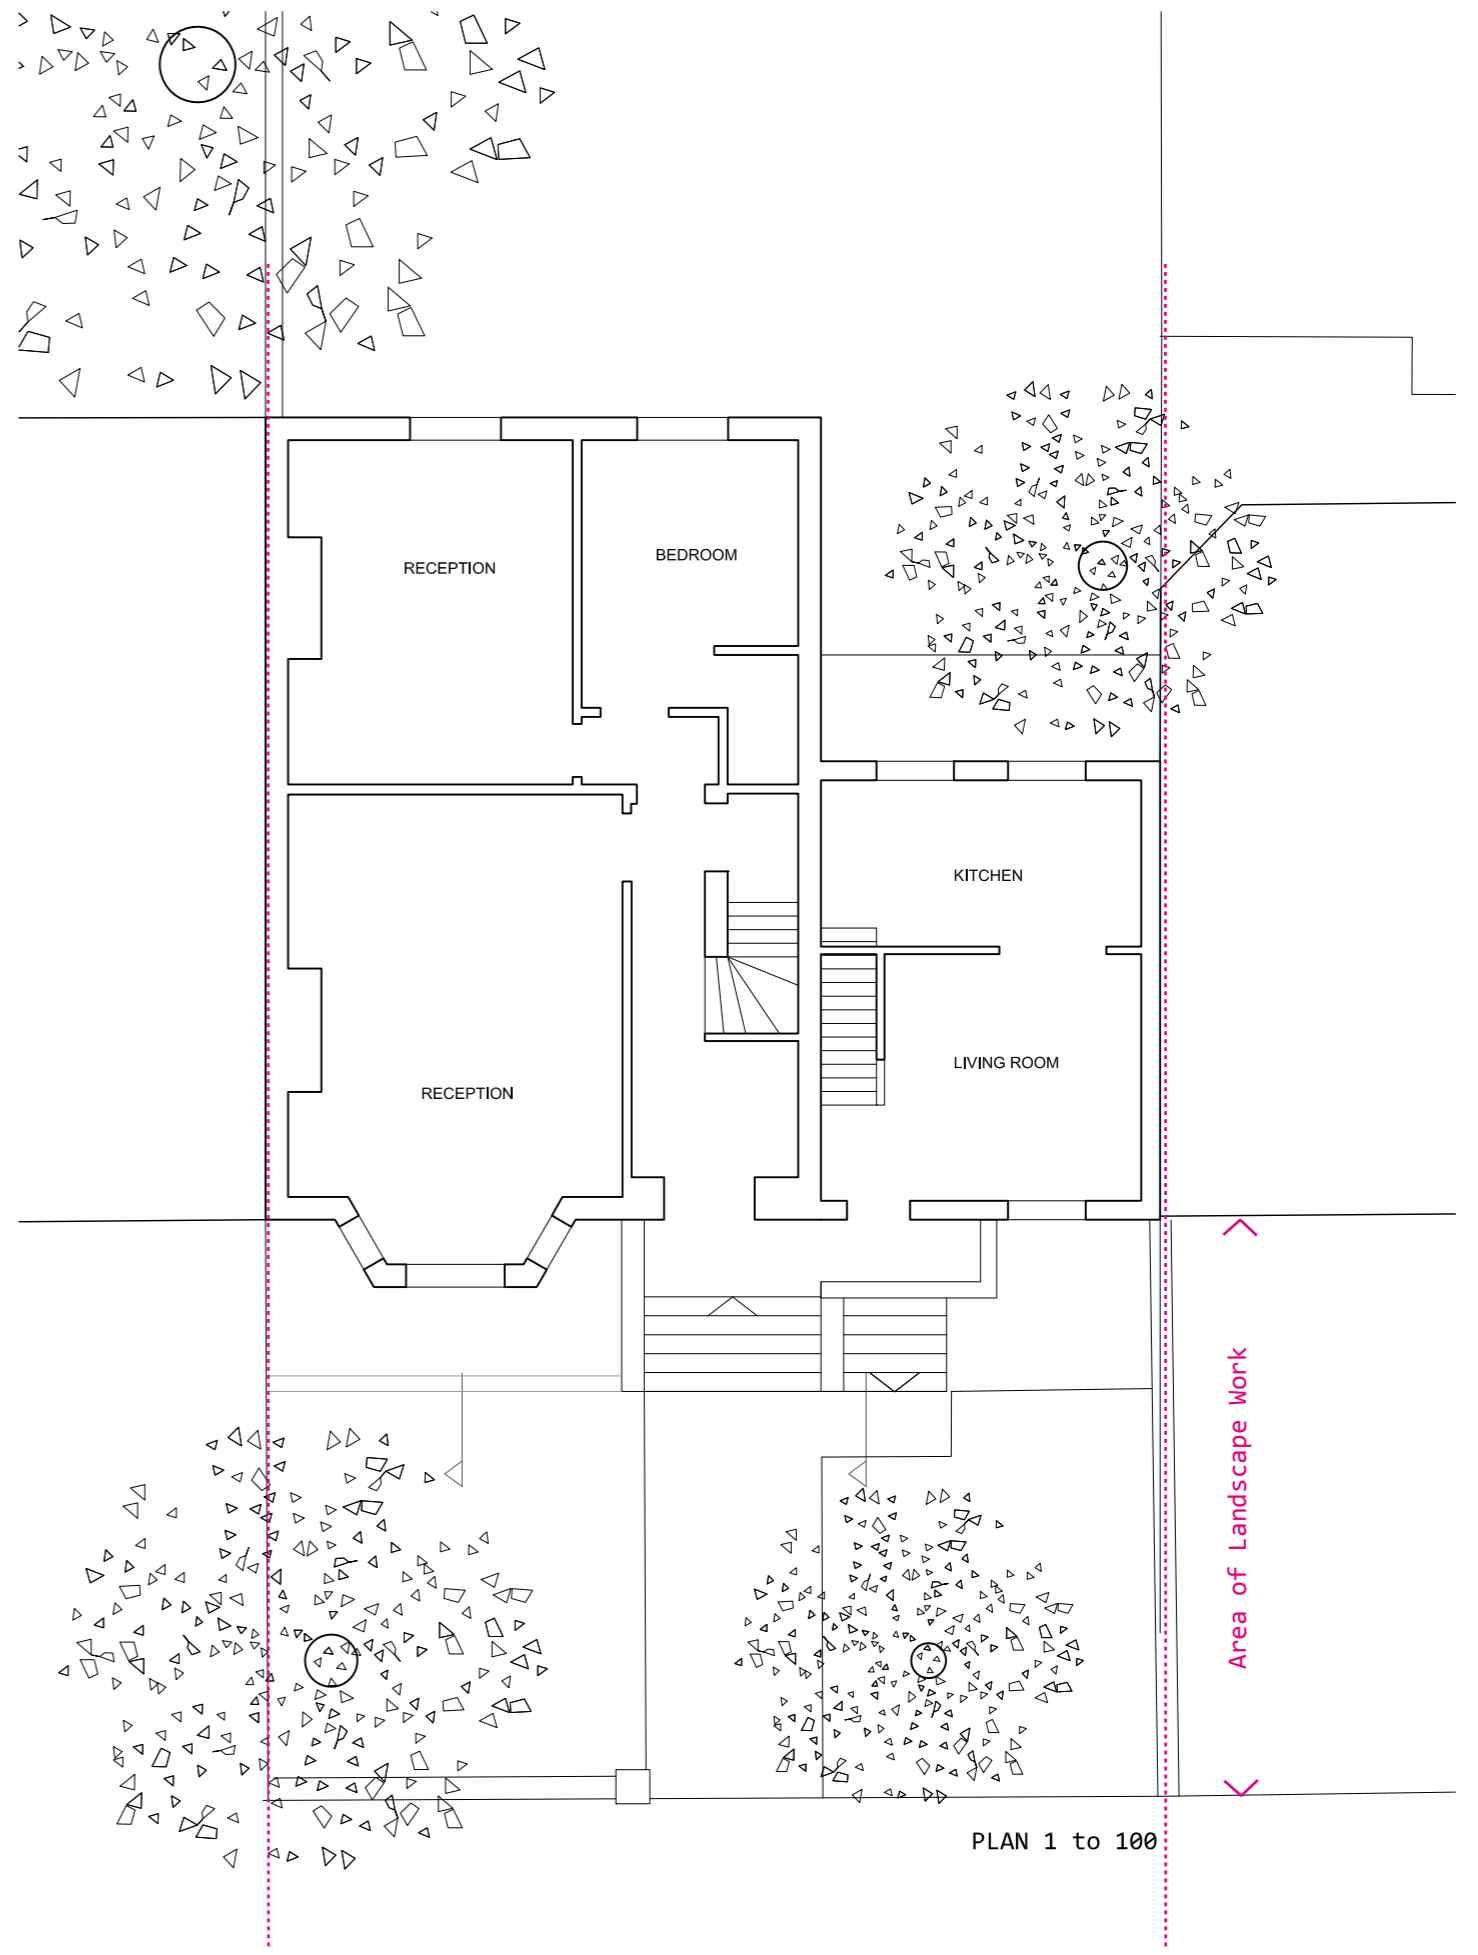 BEDROOM
RECEPTION
KITCHEN
LIVING ROOM
RECEPTION
Area of Landscape Work
PLAN 1 to 100